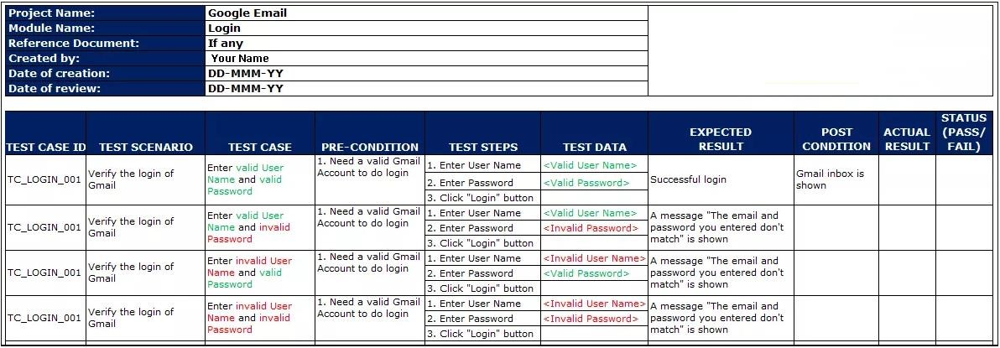 Project Name: Google Email
Module Name: Login
Reference Document: If any
Created by: Your Name
Date of creation: DD-MMM-YY
Date of review: DD-MMM-YY
TEST CASE ID TEST SCENARIO TEST CASE PRE-CONDITION TEST STEPS TEST DATA EXPECTED RESULT POST CONDITION ACTUAL RESULT STATUS (PASS/ FAIL)
TC_LOGIN_001
Verify the login of
Gmail
Enter valid User
Name and valid
Password
1. Need a valid Gmail
Account to do login
1. Enter User Name <Valid User Name>
2. Enter Password <Valid Password>
3. Click "Login" button
Successful login
Gmail inbox is
shown
TC_LOGIN_001
Verify the login of
Gmail
Enter valid User
Name and invalid
Password
1. Need a valid Gmail
Account to do login
1. Enter User Name <Valid User Name>
2. Enter Password <Invalid Password>
3. Click "Login" button
A message "The email and
password you entered don't
match" is shown
TC_LOGIN_001
Verify the login of
Gmail
Enter invalid User
Name and valid
Password
1. Need a valid Gmail
Account to do login
1. Enter User Name <Invalid User Name>
2. Enter Password <Valid Password>
3. Click "Login" button
A message "The email and
password you entered don't
match" is shown
TC_LOGIN_001
Verify the login of
Gmail
Enter invalid User
Name and invalid
Password
1. Need a valid Gmail
Account to do login
1. Enter User Name <Invalid User Name>
2. Enter Password <Invalid Password>
3. Click "Login" button
A message "The email and
password you entered don't
match" is shown